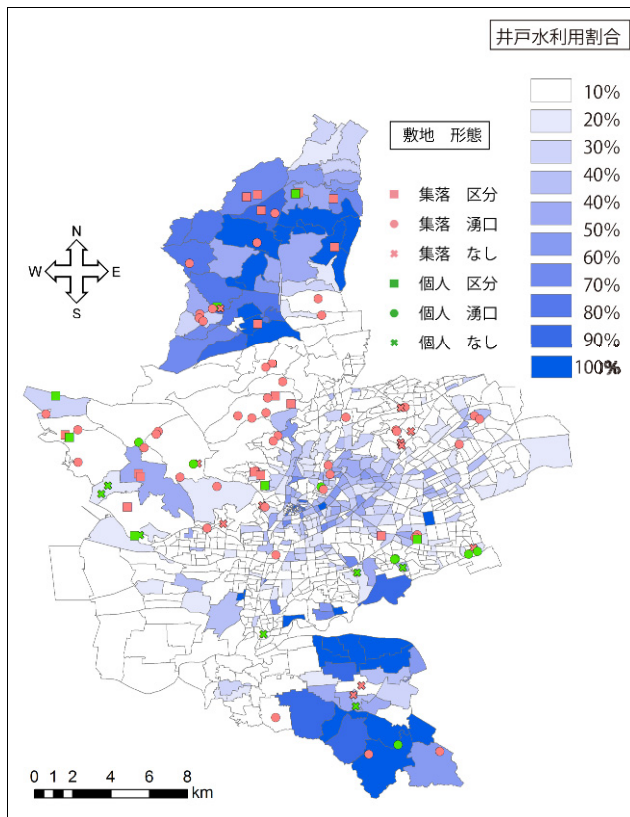 井戸水利用割合
10%
20%
30%
40%
40%
50%
60%
70%
80%
90%
100%
敷地 形態
集落 区分
集落 湧口
集落 なし
個人 区分
個人 湧口
個人 なし
N
W E
S
0 1 2 4 6 8
km